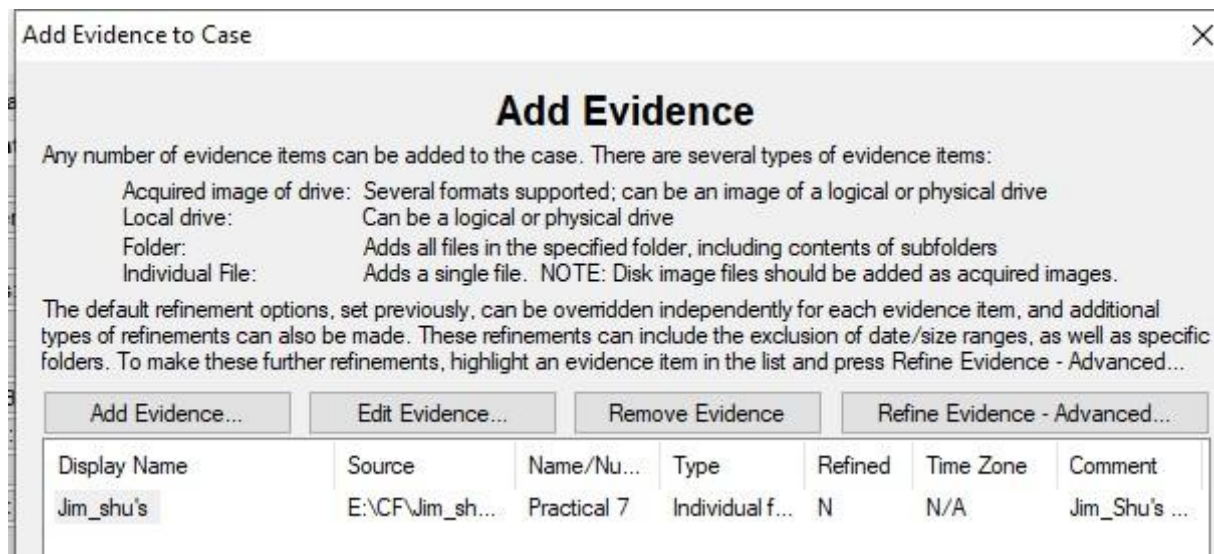 Add Evidence to Case
Add Evidence
Any number of evidence items can be added to the case. There are several types of evidence items:
Acquired image of drive: Several formats supported; can be an image of a logical or physical drive
Local drive: Can be a logical or physical drive
Folder: Adds all files in the specified folder, including contents of subfolders
Individual File: Adds a single file. NOTE: Disk image files should be added as acquired images.
The default refinement options, set previously, can be overridden independently for each evidence item, and additional
types of refinements can also be made. These refinements can include the exclusion of date/size ranges, as well as specific
folders. To make these further refinements, highlight an evidence item in the list and press Refine Evidence - Advanced...
Add Evidence... Edit Evidence... Remove Evidence Refine Evidence - Advanced...
Display Name Source Name/Nu... Type Refined Time Zone Comment
Jim_shu's E:\CF\Jim_sh... Practical 7 Individual f... N N/A Jim_Shu's ...